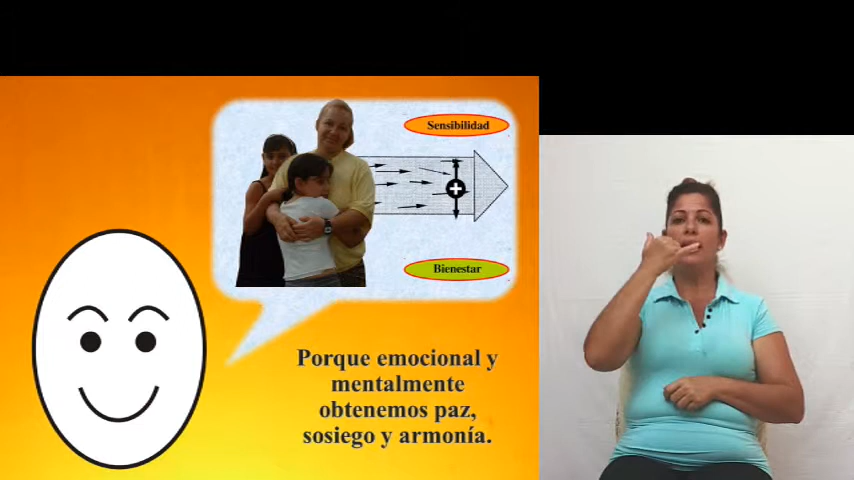 Sensibilidad
Bienestar
Porque emocional y
mentalmente
obtenemos paz,
sosiego y armonía.